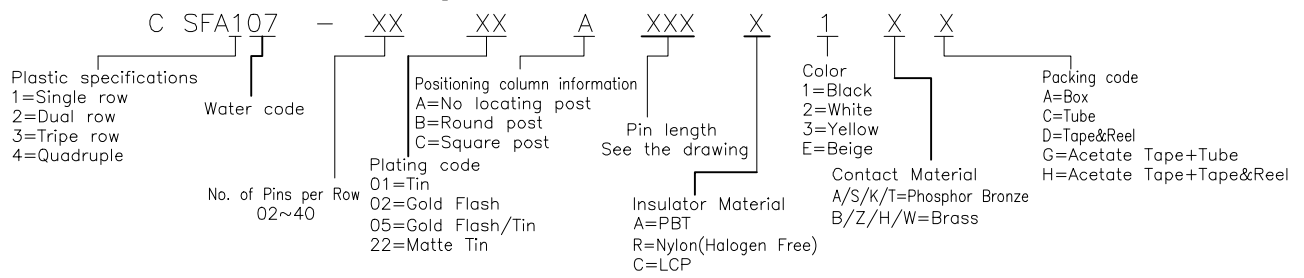 C SFA107 - XX XX A XXX X 1 X X
Plastic specifications
1=Single row
2=Dual row
3=Tripe row
4=Quadruple
Water code
No. of Pins per Row
02~40
Positioning column information
A=No locating post
B=Round post
C=Square post
Plating code
01=Tin
02=Gold Flash
05=Gold Flash/Tin
22=Matte Tin
Pin length
See the drawing
Insulator Material
A=PBT
R=Nylon(Halogen Free)
C=LCP
Color
1=Black
2=White
3=Yellow
E=Beige
Contact Material
A/S/K/T=Phosphor Bronze
B/Z/H/W=Brass
Packing code
A=Box
C=Tube
D=Tape&Reel
G=Acetate Tape+Tube
H=Acetate Tape+Tape&Reel